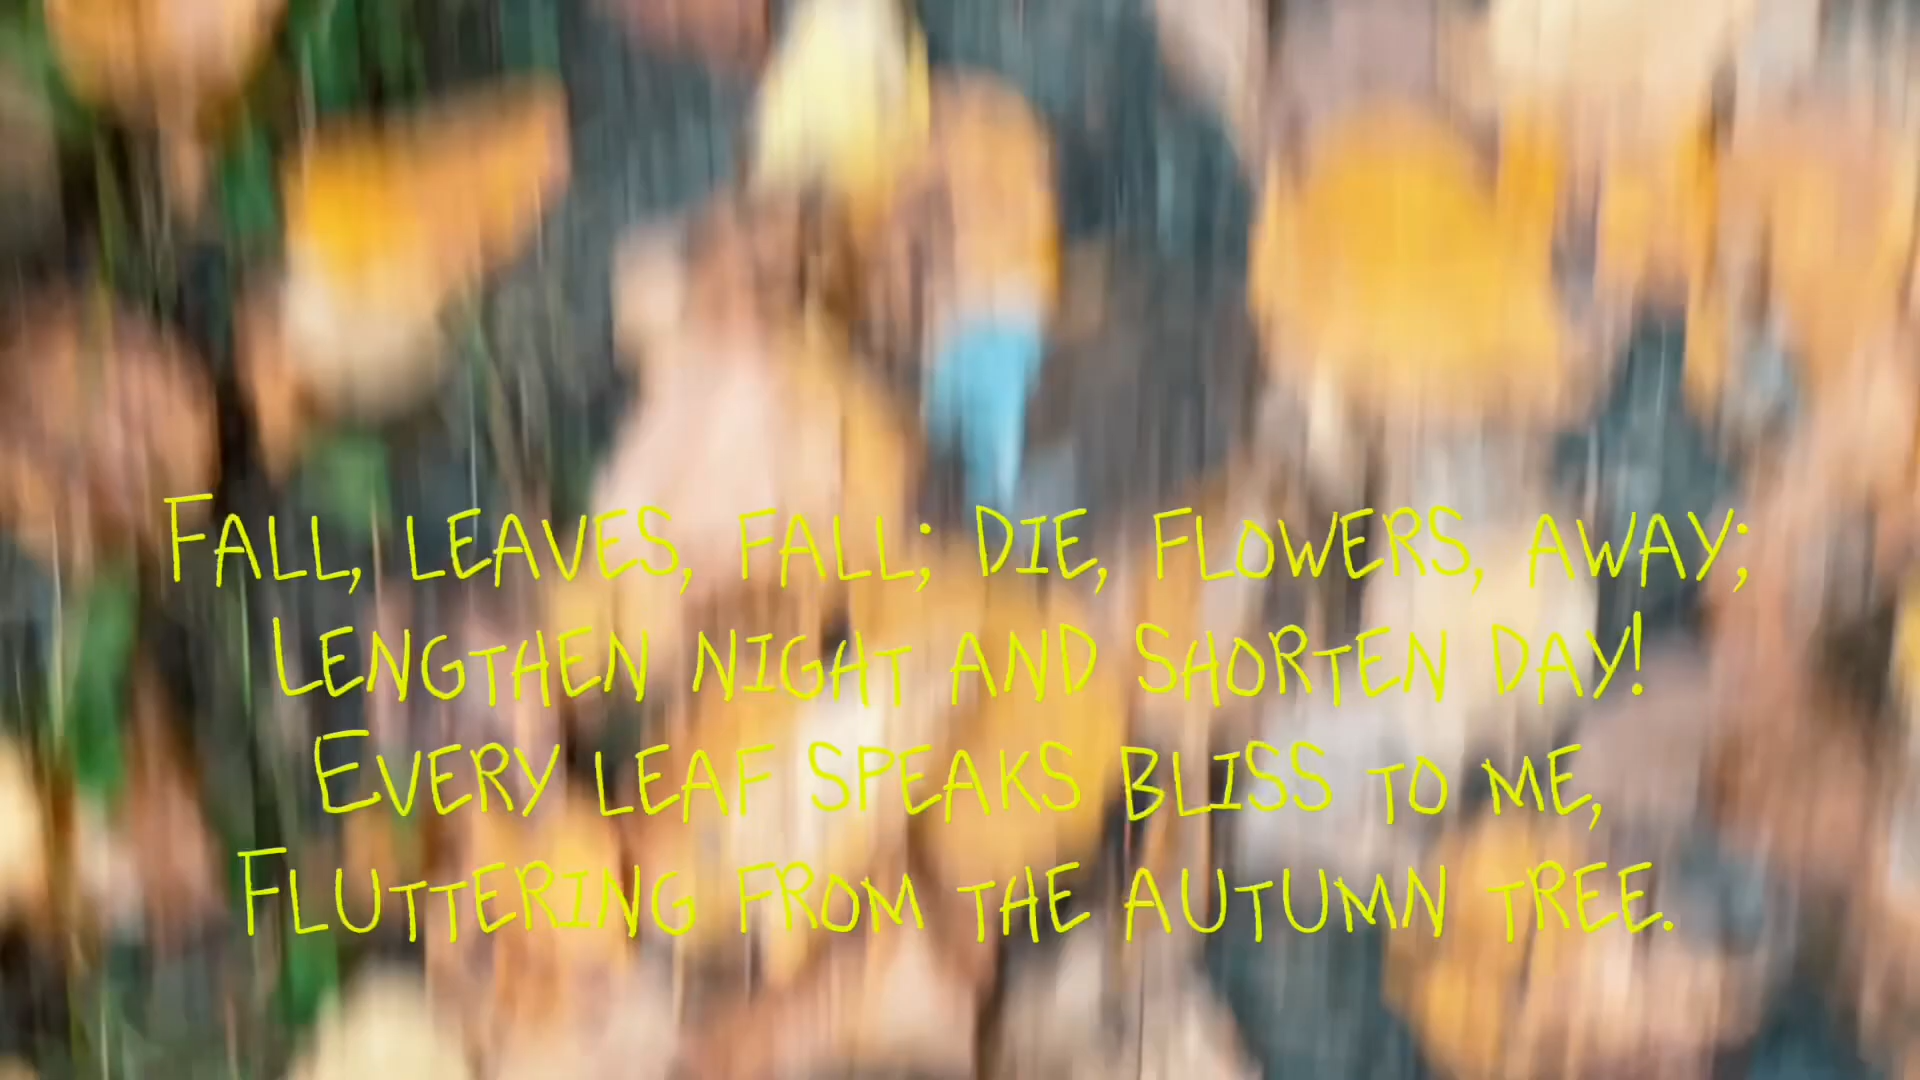 Fall, leaves, fall; die, flowers, away;
Lengthen night and shorten day!
Every leaf speaks bliss to me,
Fluttering from the autumn tree.